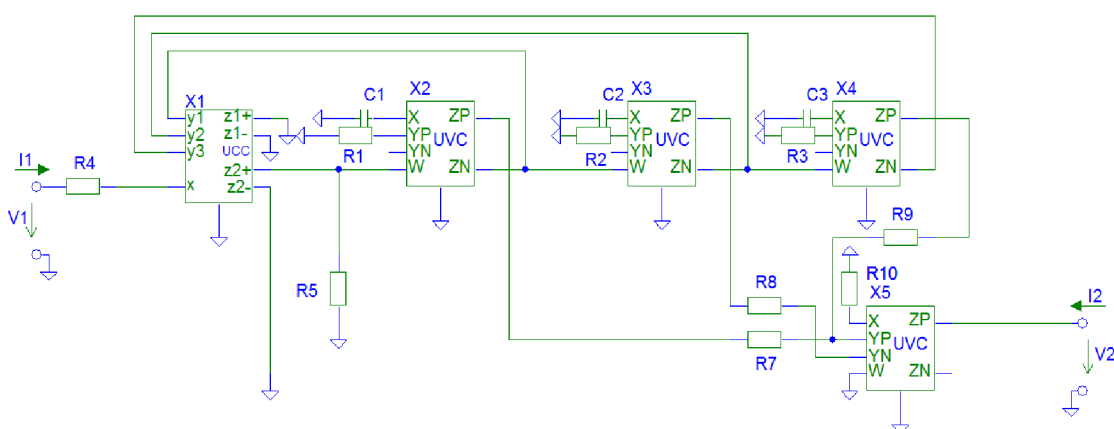 X1
y1
y2
y3
x
z1+
z1-
UCC
z2+
z2-
I1
R4
V1
R5
C1
R1
X2
X
YP
YN
W
UVC
ZP
ZN
C2
R2
X3
X
YP
YN
W
UVC
ZP
ZN
C3
R3
X4
X
YP
YN
W
UVC
ZP
ZN
R9
R10
R8
R7
X5
X
YP
YN
W
UVC
ZP
ZN
I2
V2